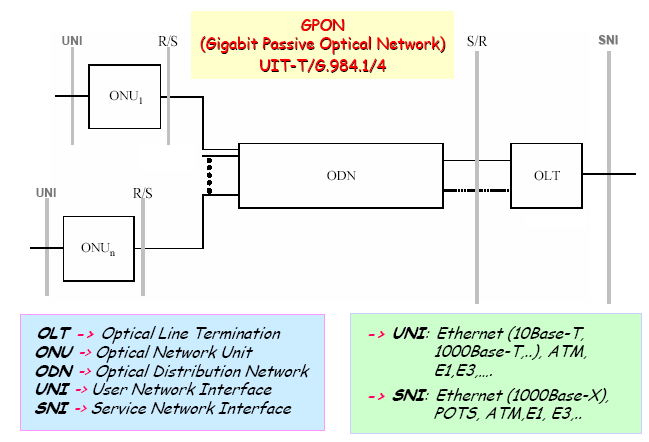 GPON
(Gigabit Passive Optical Network)
UIT-T/G.984.1/4
UNI
R/S
S/R
SNI
ONU1
ODN
OLT
UNI
R/S
ONUn
OLT -> Optical Line Termination
ONU -> Optical Network Unit
ODN -> Optical Distribution Network
UNI -> User Network Interface
SNI -> Service Network Interface
-> UNI: Ethernet (10Base-T,
1000Base-T,..), ATM,
E1,E3,....
-> SNI: Ethernet (1000Base-X),
POTS, ATM,E1, E3,..